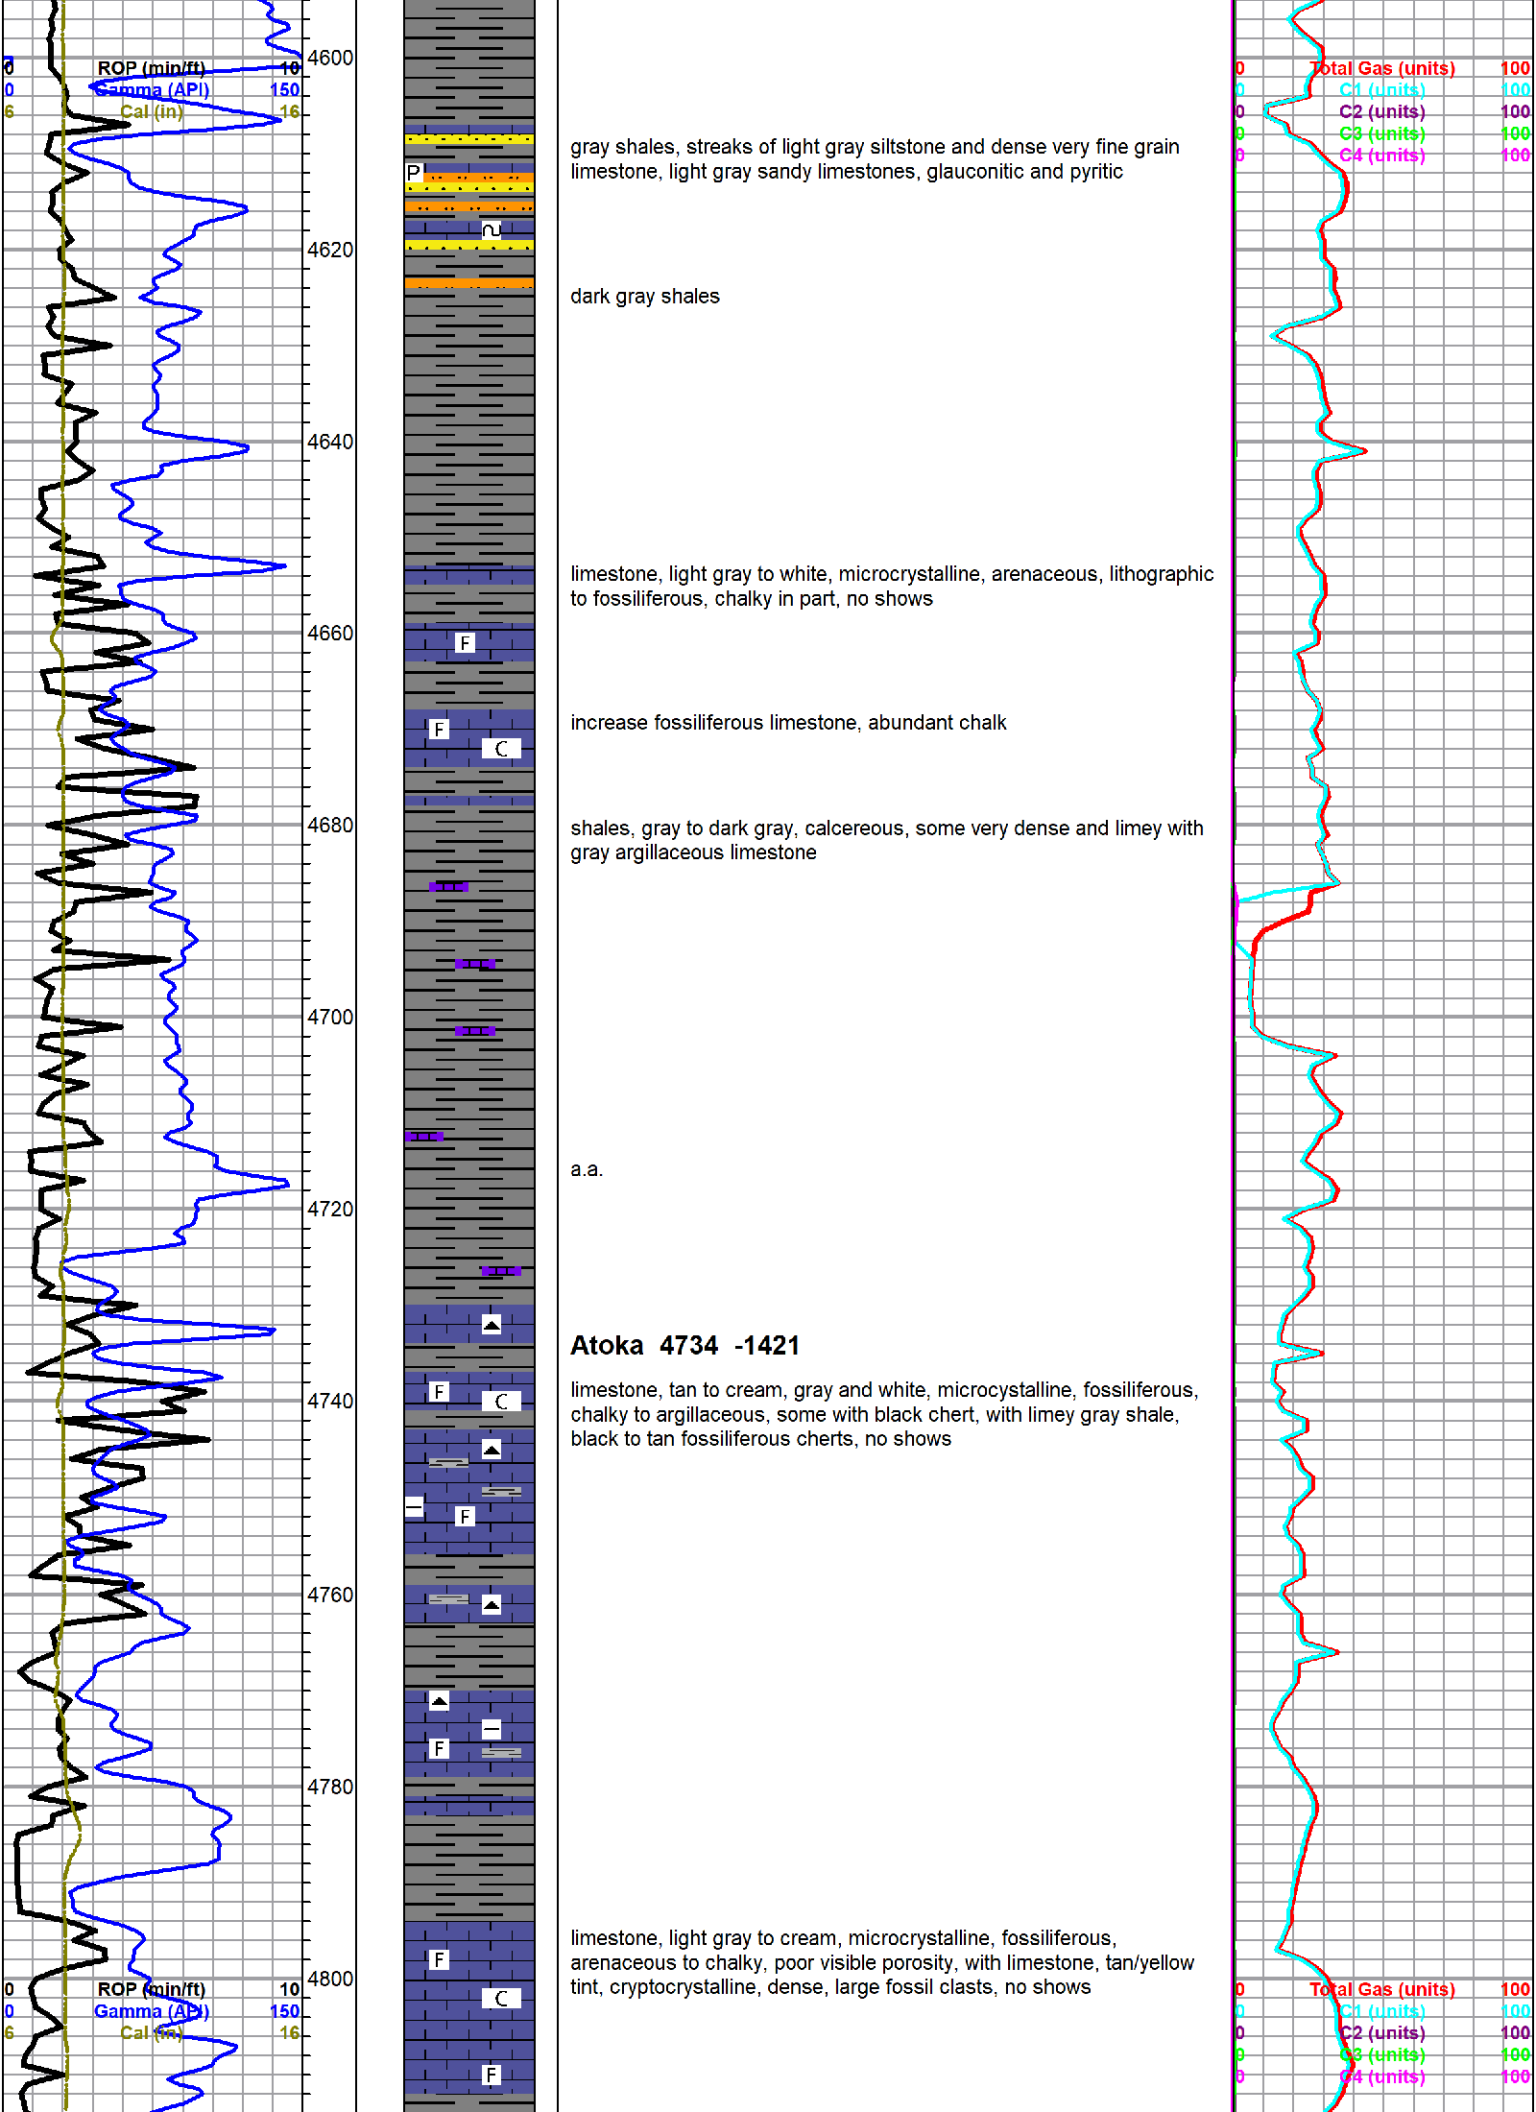 4600
0 ROP (min/ft) 10
0 Gamma (API) 150
6 Cal (in) 16
0 Total Gas (units) 100
0 C1 (units) 100
0 C2 (units) 100
0 C3 (units) 100
0 C4 (units) 100
gray shales, streaks of light gray siltstone and dense very fine grain
limestone, light gray sandy limestones, glauconitic and pyritic
P
4620
dark gray shales
4640
limestone, light gray to white, microcrystalline, arenaceous, lithographic
to fossiliferous, chalky in part, no shows
4660
F
increase fossiliferous limestone, abundant chalk
F
C
4680
shales, gray to dark gray, calcereous, some very dense and limey with
gray argillaceous limestone
4700
a.a.
4720
Atoka 4734 -1421
limestone, tan to cream, gray and white, microcystalline, fossiliferous,
chalky to argillaceous, some with black chert, with limey gray shale,
black to tan fossiliferous cherts, no shows
F
C
4740
F
4760
F
4780
limestone, light gray to cream, microcrystalline, fossiliferous,
arenaceous to chalky, poor visible porosity, with limestone, tan/yellow
tint, cryptocrystalline, dense, large fossil clasts, no shows
F
C
4800
0 ROP (min/ft) 10
0 Gamma (API) 150
6 Cal (in) 16
0 Total Gas (units) 100
0 C1 (units) 100
0 C2 (units) 100
0 C3 (units) 100
0 C4 (units) 100
F